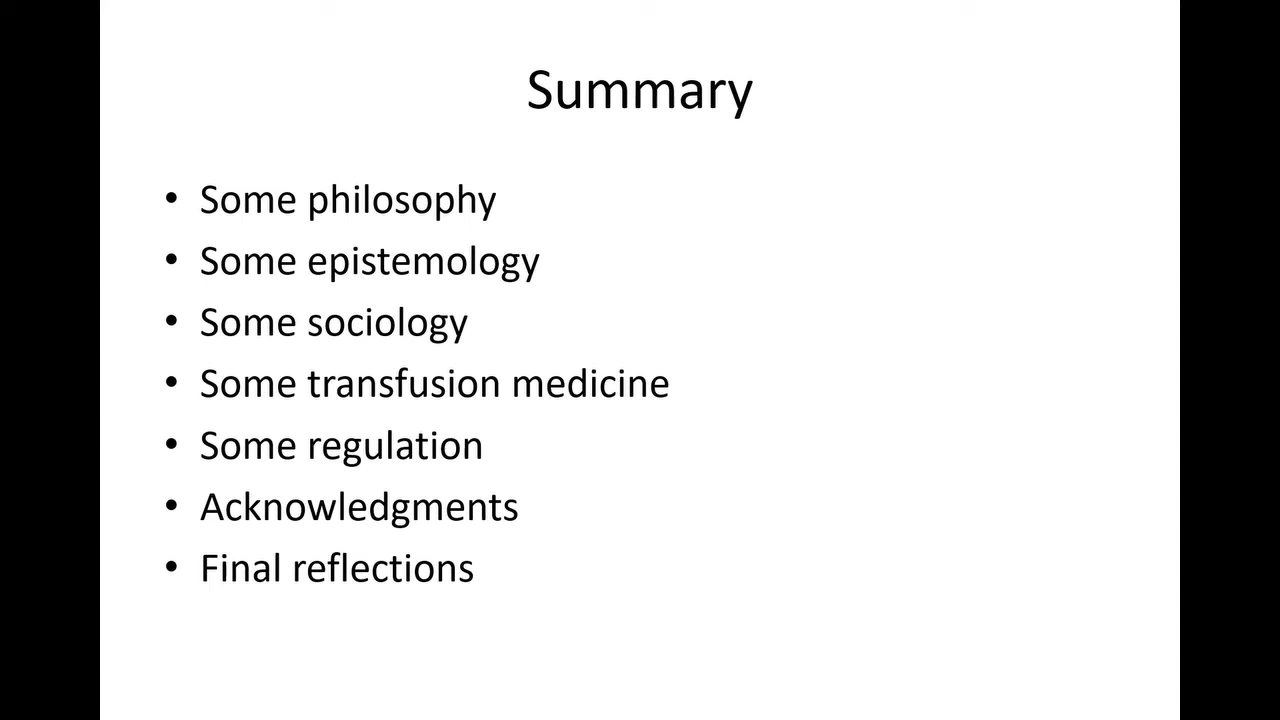 Summary
• Some philosophy
• Some epistemology
• Some sociology
• Some transfusion medicine
• Some regulation
• Acknowledgments
• Final reflections